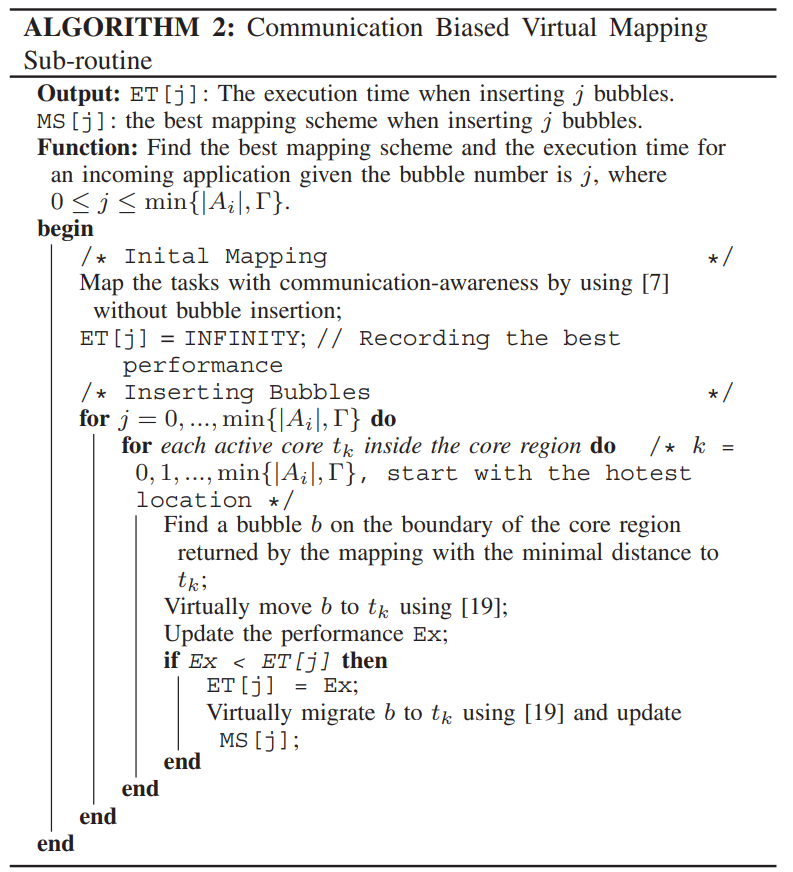 ALGORITHM 2: Communication Biased Virtual Mapping
Sub-routine
Output: ET[j]: The execution time when inserting j bubbles.
MS[j]: the best mapping scheme when inserting j bubbles.
Function: Find the best mapping scheme and the execution time for
an incoming application given the bubble number is j, where
0 ≤ j ≤ min{|A_i|, Γ}.
begin
/* Inital Mapping */
Map the tasks with communication-awareness by using [7]
without bubble insertion;
ET[j] = INFINITY; // Recording the best
performance
/* Inserting Bubbles */
for j = 0, ..., min{|A_i|, Γ} do
for each active core t_k inside the core region do /* k =
0, 1, ..., min{|A_i|, Γ}, start with the hotest
location */
Find a bubble b on the boundary of the core region
returned by the mapping with the minimal distance to
t_k;
Virtually move b to t_k using [19];
Update the performance Ex;
if Ex < ET[j] then
ET[j] = Ex;
Virtually migrate b to t_k using [19] and update
MS[j];
end
end
end
end